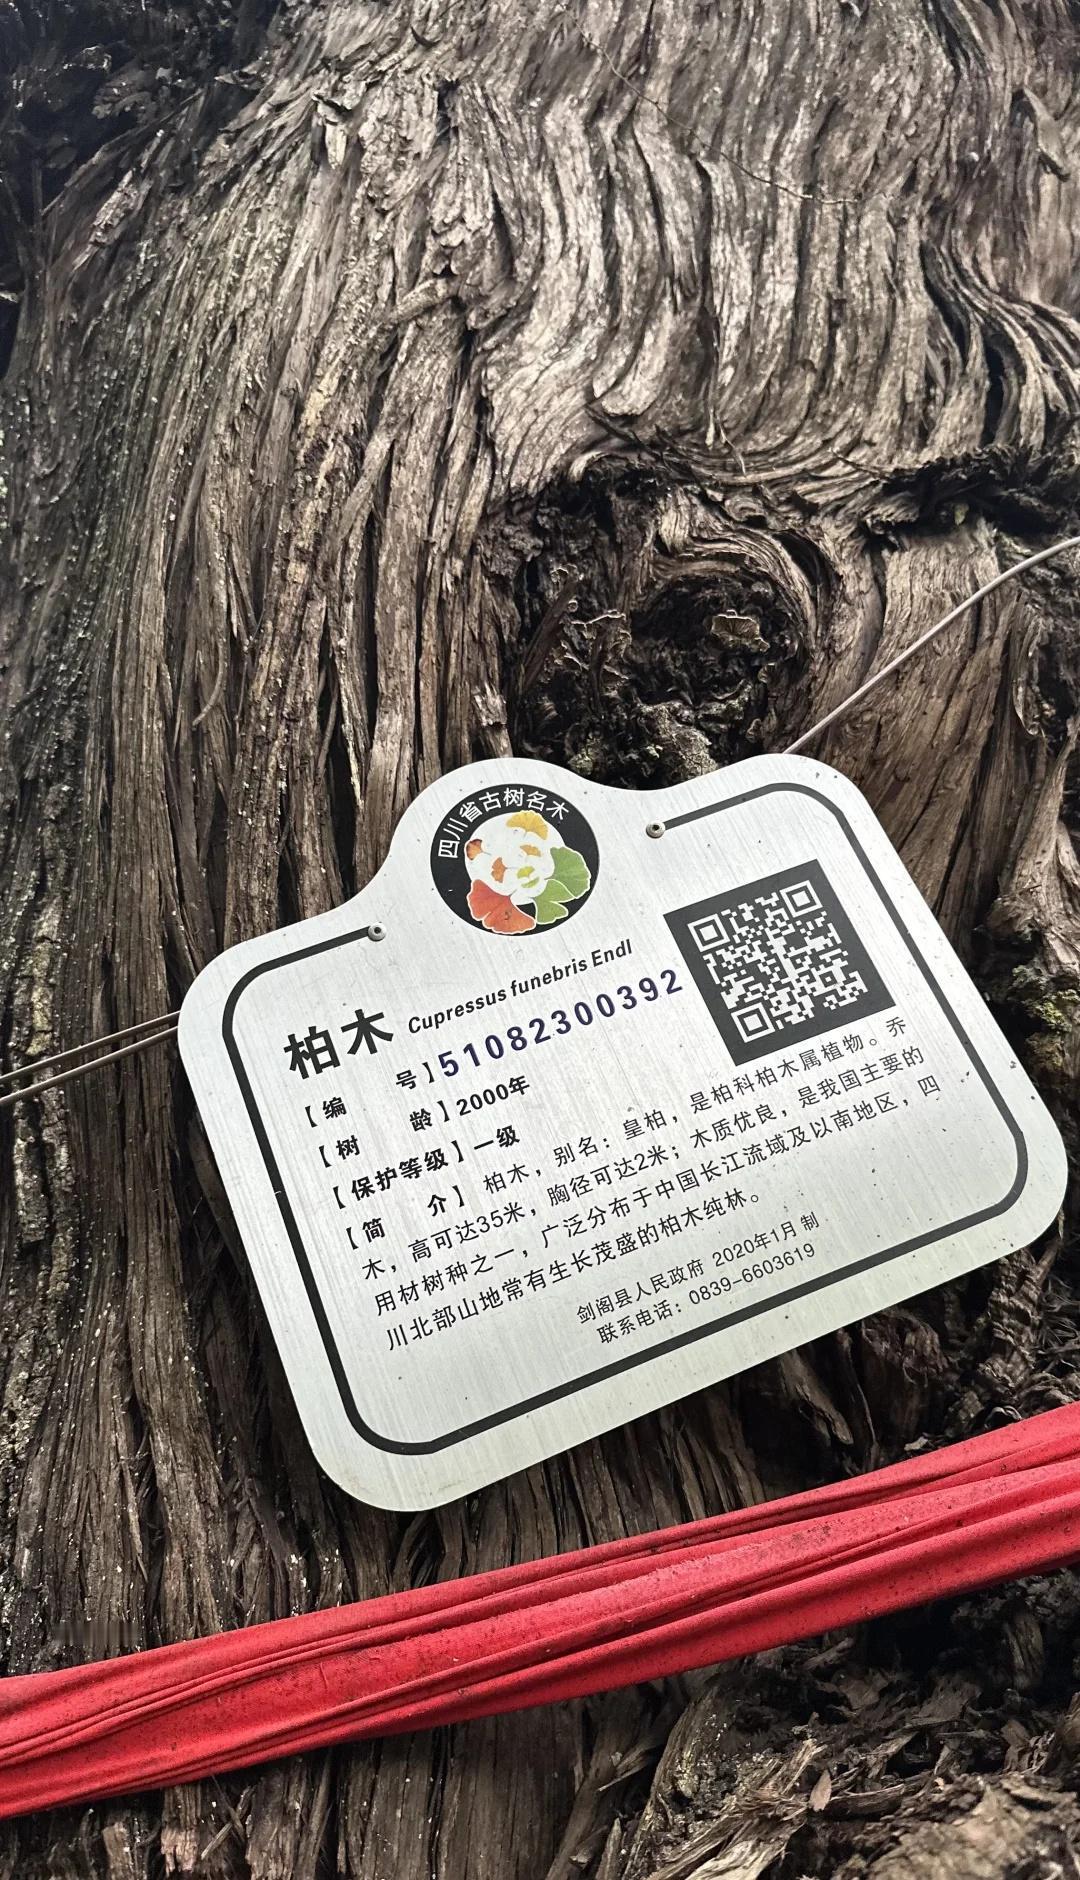 四川省古树名木
柏木 Cupressus funebris Endl
【编 号】51082300392
【树 龄】2000年
【保护等级】一级
【简 介】柏木，别名：皇柏，是柏科柏木属植物。乔
木，高可达35米，胸径可达2米；木质优良，是我国主要的
用材树种之一，广泛分布于中国长江流域及以南地区，四
川北部山地常有生长茂盛的柏木纯林。
剑阁县人民政府 2020年1月 制
联系电话：0839-6603619